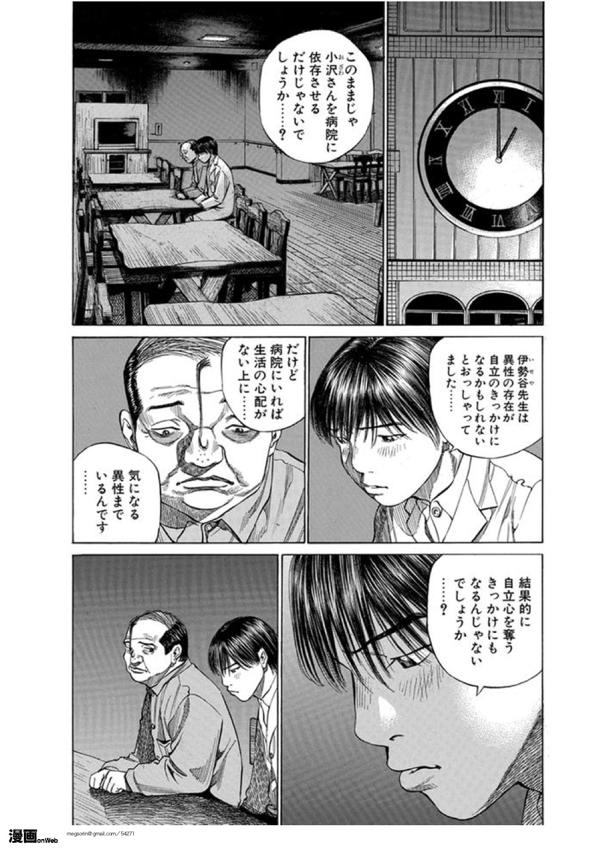 このままじゃ
小沢さんを病院に
依存させる
だけじゃないで
しょうか……?
伊勢谷先生は
異性の存在が
自立のきっかけに
なるかもしれない
とおっしゃって
ました……
だけど
病院にいれば
生活の心配が
ない上に……
気になる
異性まで
いるんです
……
結果的に
自立心を奪う
きっかけにも
なるんじゃない
でしょうか
……?
漫画onWeb
megaorin@gmail.com/54271